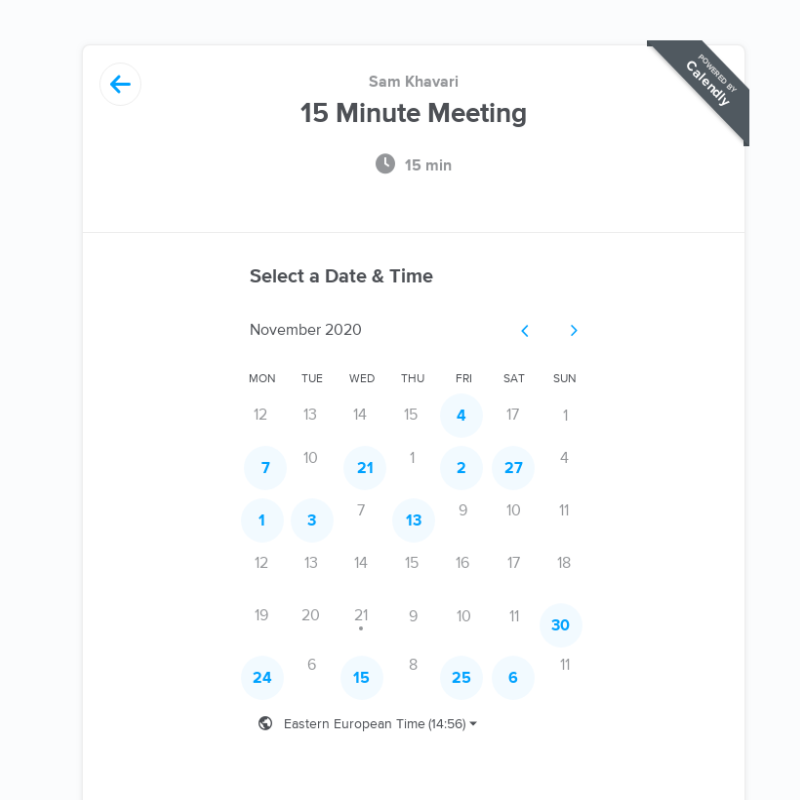 POWERED BY
Calendly
Sam Khavari
15 Minute Meeting
15 min
Select a Date & Time
November 2020
MON TUE WED THU FRI SAT SUN
12 13 14 15 4 17 1
7 10 21 1 2 27 4
1 3 7 13 9 10 11
12 13 14 15 16 17 18
19 20 21 9 10 11 30
24 6 15 8 25 6 11
Eastern European Time (14:56)